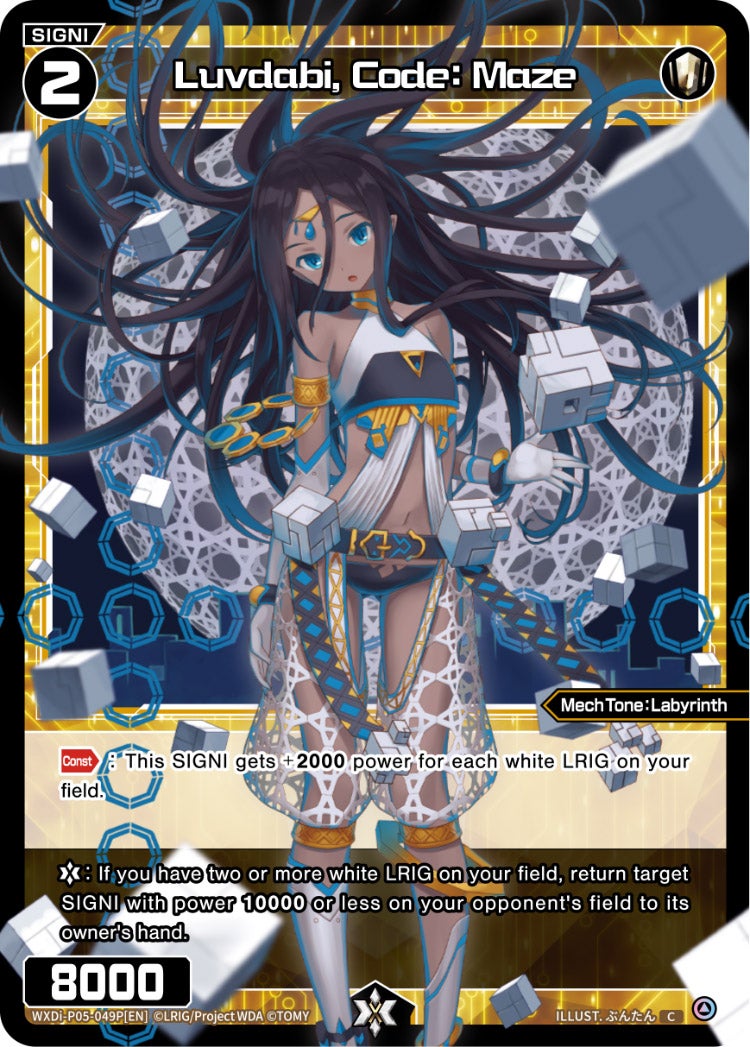 SIGNI
2
Luvdabi, Code: Maze
MechTone:Labyrinth
Const : This SIGNI gets +2000 power for each white LRIG on your
field.
: If you have two or more white LRIG on your field, return target
SIGNI with power 10000 or less on your opponent's field to its
owner's hand.
8000
WXDi-P05-049P[EN] ©LRIG/Project WDA ©TOMY
ILLUST. ぶんたん C